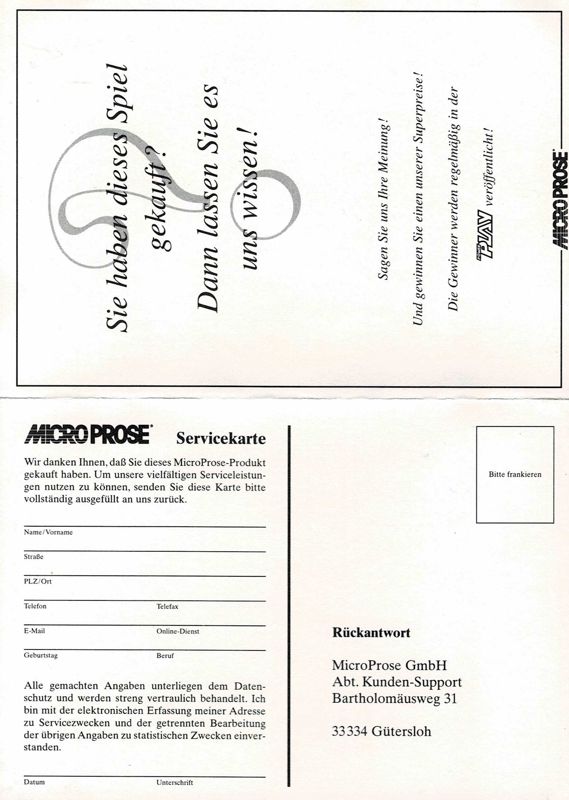 Sie haben dieses Spiel
gekauft?
Dann lassen Sie es
uns wissen!
Sagen Sie uns Ihre Meinung!
Und gewinnen Sie einen unserer Superpreise!
Die Gewinner werden regelmäßig in der
veröffentlicht!
MICROPROSE
MICROPROSE Servicekarte
Wir danken Ihnen, daß Sie dieses MicroProse-Produkt
gekauft haben. Um unsere vielfältigen Serviceleistun-
gen nutzen zu können, senden Sie diese Karte bitte
vollständig ausgefüllt an uns zurück.
Name/Vorname
Straße
PLZ/Ort
Telefon Telefax
E-Mail Online-Dienst
Geburtstag Beruf
Alle gemachten Angaben unterliegen dem Daten-
schutz und werden streng vertraulich behandelt. Ich
bin mit der elektronischen Erfassung meiner Adresse
zu Servicezwecken und der getrennten Bearbeitung
der übrigen Angaben zu statistischen Zwecken einver-
standen.
Datum Unterschrift
Bitte frankieren
Rückantwort
MicroProse GmbH
Abt. Kunden-Support
Bartholomäusweg 31
33334 Gütersloh